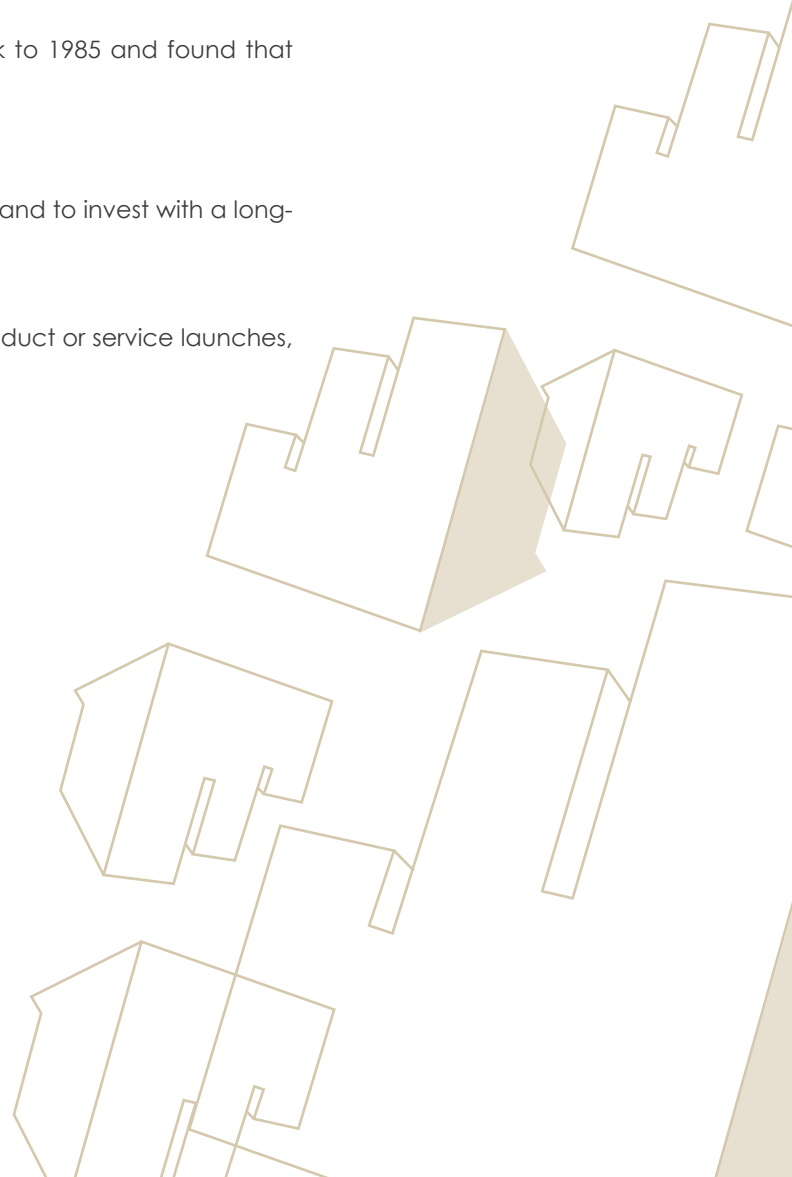 to 1985 and found that
and to invest with a long-
duct or service launches,